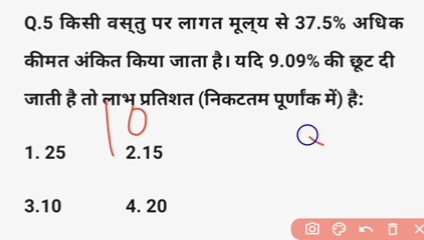 Q.5 किसी वस्तु पर लागत मूल्य से 37.5% अधिक
कीमत अंकित किया जाता है। यदि 9.09% की छूट दी
जाती है तो लाभ प्रतिशत (निकटतम पूर्णांक में) है:
10
1. 25 2.15
3.10 4. 20